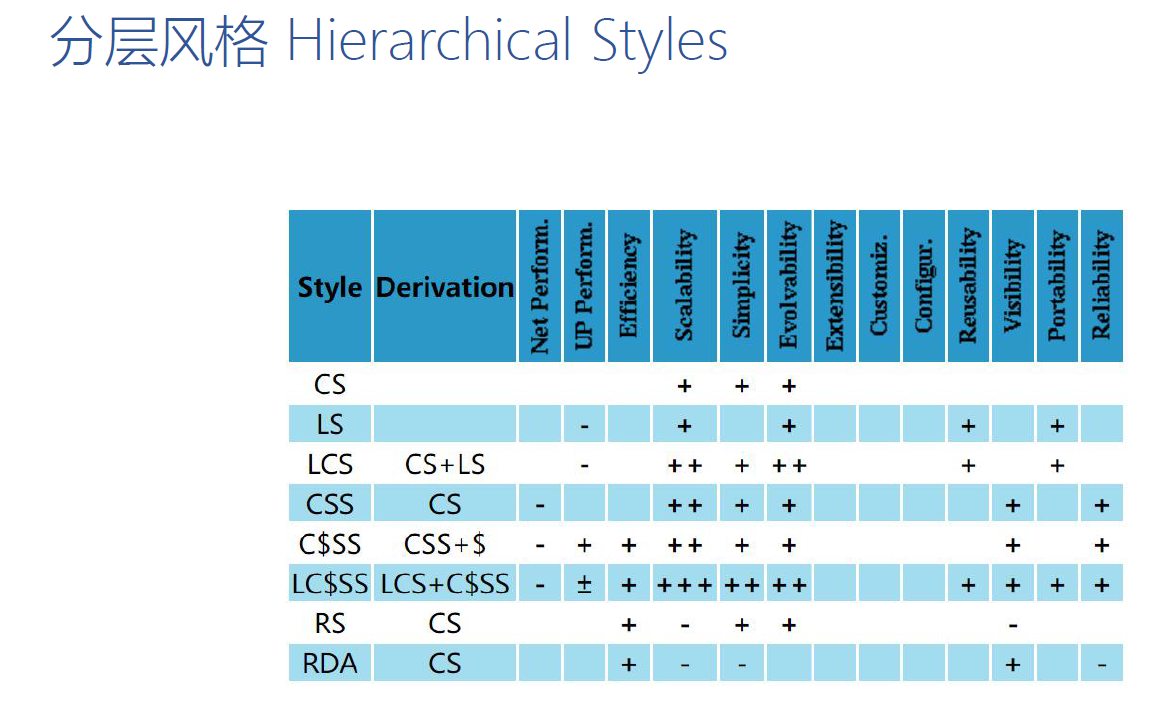 分层风格 Hierarchical Styles
Style Derivation Net Perform. UP Perform. Efficiency Scalability Simplicity Evolvability Extensibility Customiz. Configur. Reusability Visibility Portability Reliability
CS + + +
LS - + + + +
LCS CS+LS - ++ + ++ + +
CSS CS - ++ + + + +
C$SS CSS+$ - + + ++ + + + +
LC$SS LCS+C$SS - ± + +++ ++ ++ + + + +
RS CS + - + + -
RDA CS + - - + -